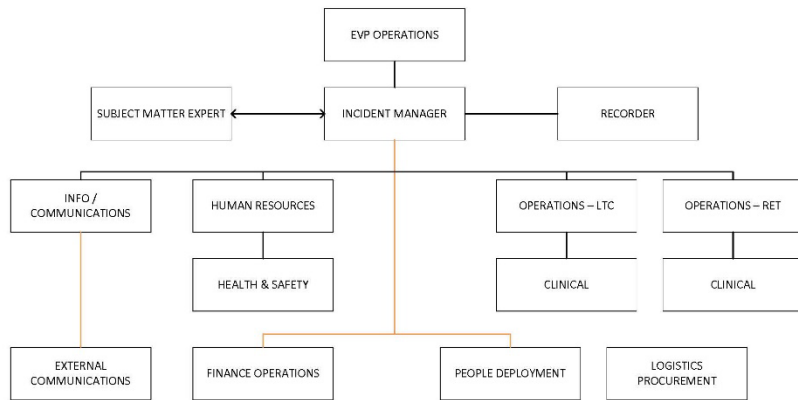 EVP OPERATIONS
SUBJECT MATTER EXPERT
INCIDENT MANAGER
RECORDER
INFO /
COMMUNICATIONS
HUMAN RESOURCES
OPERATIONS – LTC
OPERATIONS – RET
HEALTH & SAFETY
CLINICAL
CLINICAL
EXTERNAL
COMMUNICATIONS
FINANCE OPERATIONS
PEOPLE DEPLOYMENT
LOGISTICS
PROCUREMENT